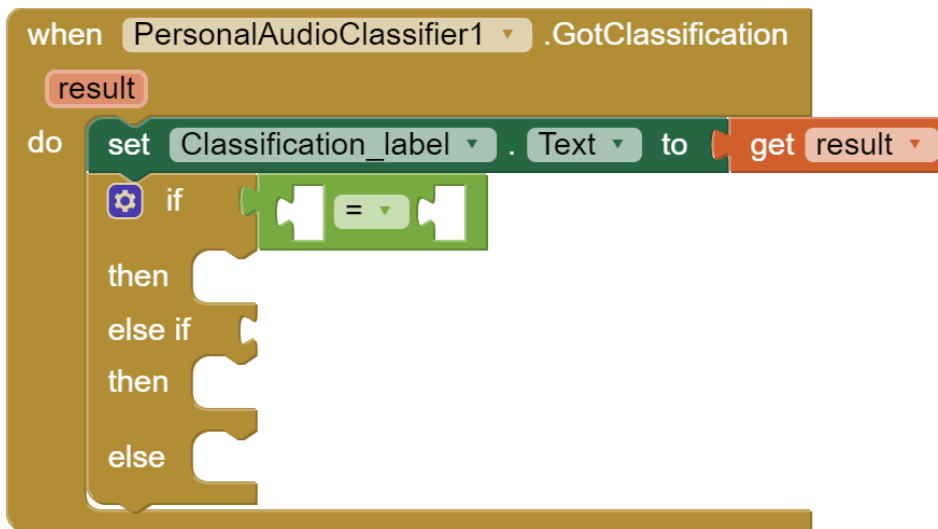 when PersonalAudioClassifier1 .GotClassification
result
do set Classification_label . Text to get result
if =
then
else if
then
else